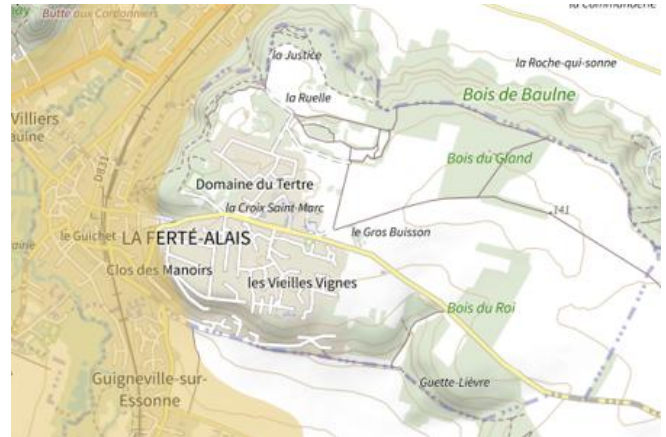 Butte aux Cordonniers
la Commanderie
la Justice
la Roche-qui-sonne
la Ruelle
Bois de Baulne
Villiers
Bois du Gland
D831
Domaine du Tertre
la Croix Saint-Marc
141
le Gros Buisson
le Guichet
LA FERTÉ-ALAIS
Clos des Manoirs
les Vieilles Vignes
Bois du Roi
Guigneville-sur-
Essonne
Guette-Lièvre